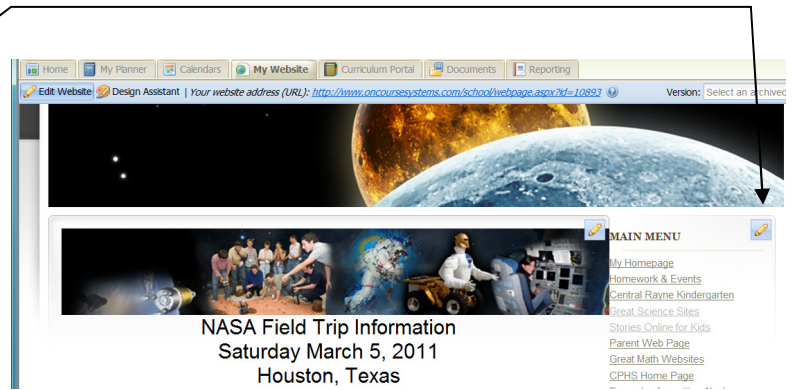 Home My Planner Calendars My Website Curriculum Portal Documents Reporting
Edit Website Design Assistant | Your website address (URL): http://www.oncoursesystems.com/school/webpage.aspx?id=10893 Version: Select an archived
MAIN MENU
My Homepage
Homework & Events
Central Rayne Kindergarten
Great Science Sites
Stories Online for Kids
Parent Web Page
Great Math Websites
CPHS Home Page
NASA Field Trip Information
Saturday March 5, 2011
Houston, Texas